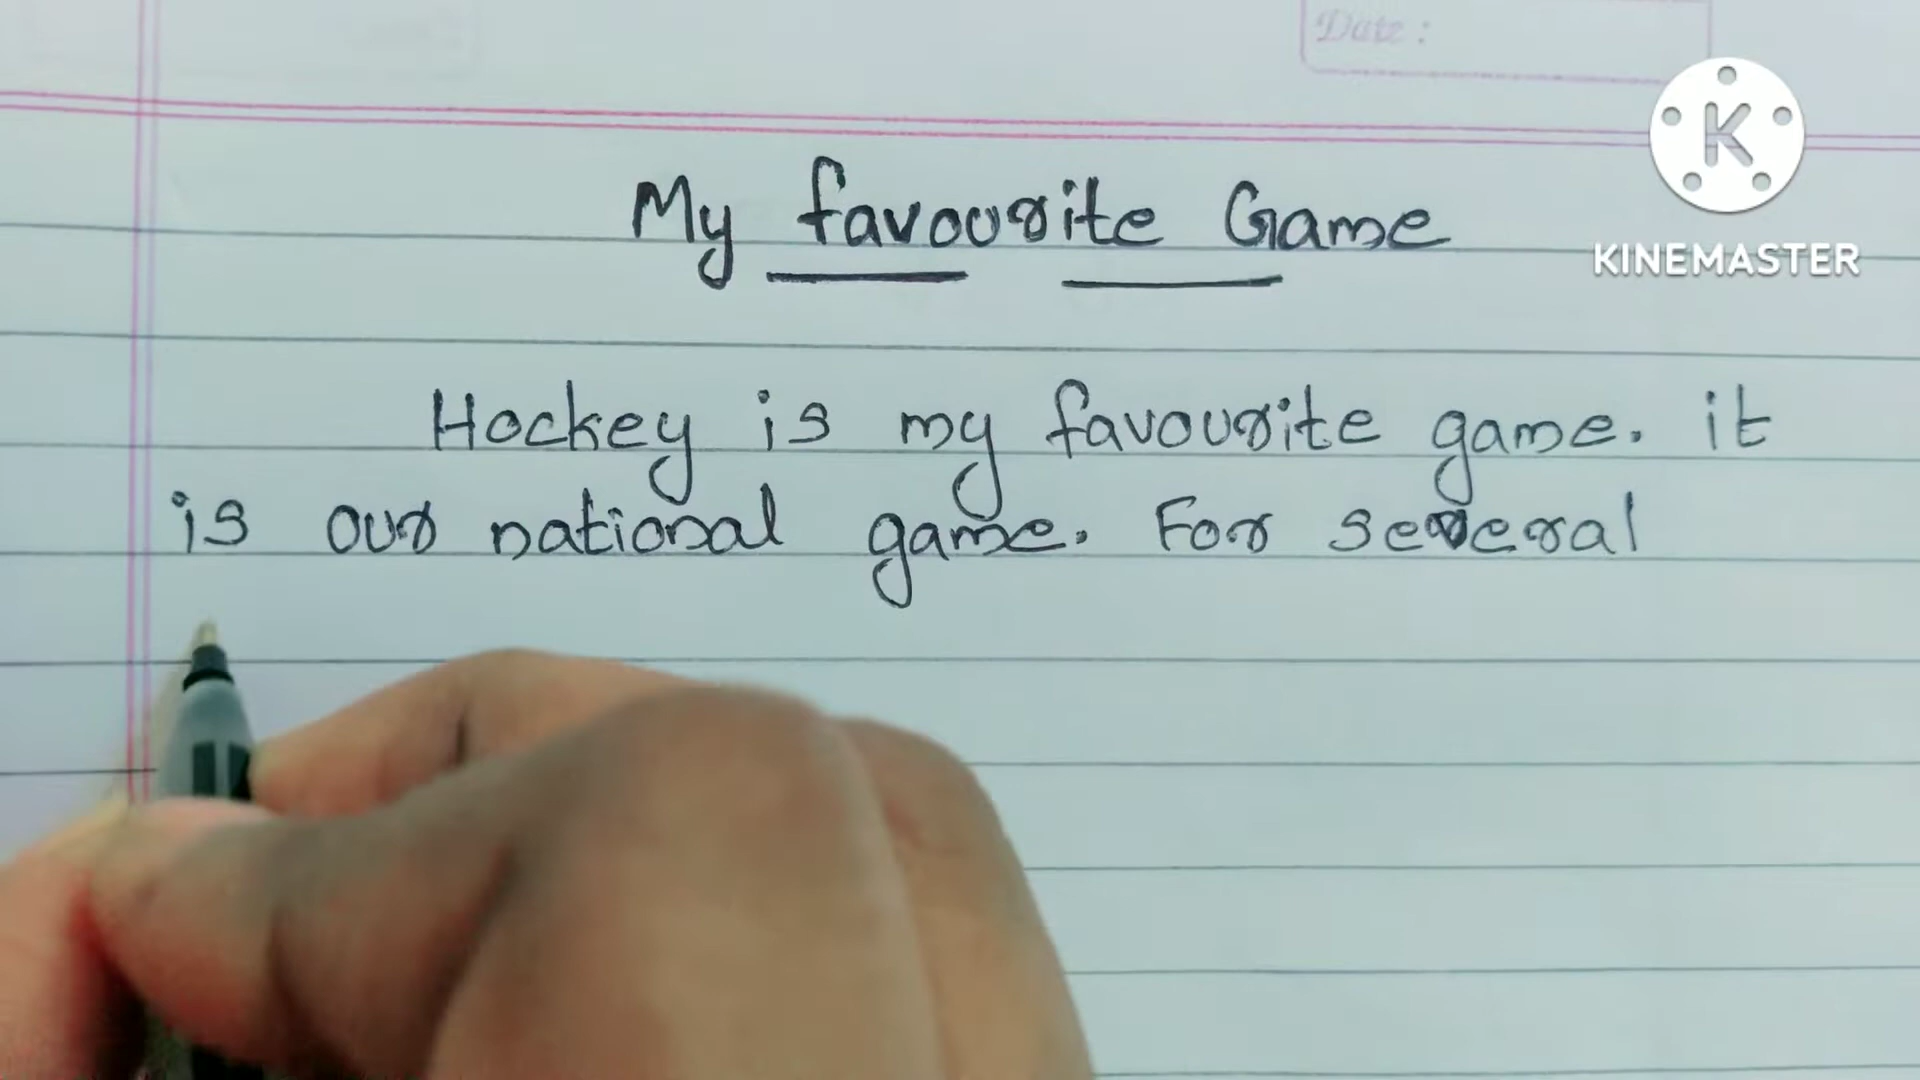 Date :
KINEMASTER
My favourite Game
Hockey is my favourite game. it
is our national game. For several